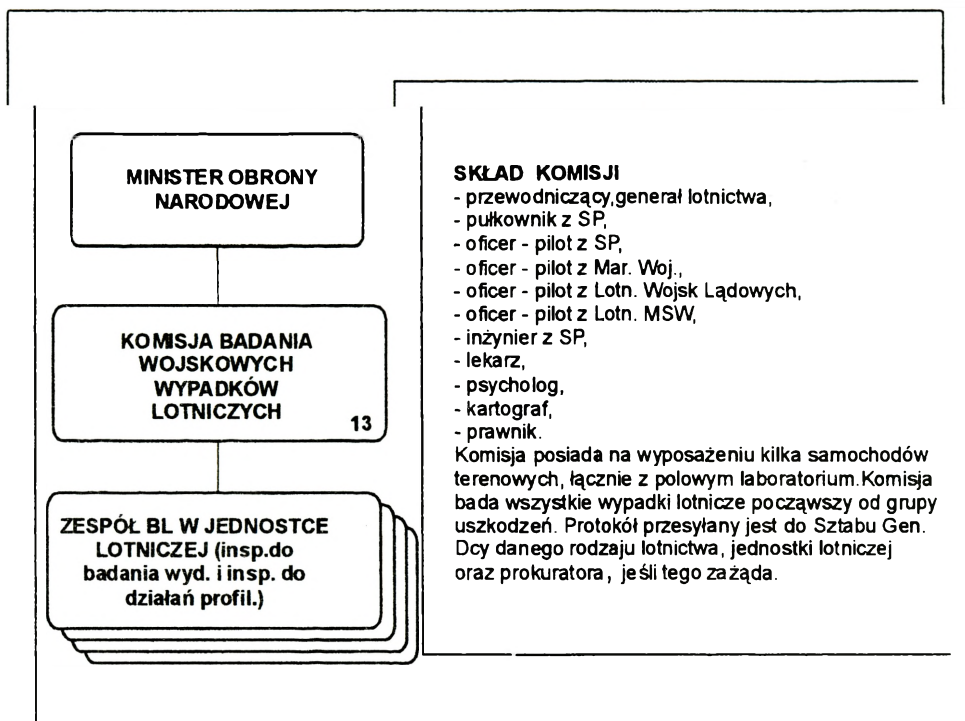 MINISTER OBRONY
NARODOWEJ
KOMISJA BADANIA
WOJSKOWYCH
WYPADKÓW
LOTNICZYCH
13
ZESPÓŁ BL W JEDNOSTCE
LOTNICZEJ (insp.do
badania wyd. i insp. do
działań profil.)
SKŁAD KOMISJI
- przewodniczący,generał lotnictwa,
- pułkownik z SP,
- oficer - pilot z SP,
- oficer - pilot z Mar. Woj.,
- oficer - pilot z Lotn. Wojsk Lądowych,
- oficer - pilot z Lotn. MSW,
- inżynier z SP,
- lekarz,
- psycholog,
- kartograf,
- prawnik.
Komisja posiada na wyposażeniu kilka samochodów
terenowych, łącznie z polowym laboratorium.Komisja
bada wszystkie wypadki lotnicze począwszy od grupy
uszkodzeń. Protokół przesyłany jest do Sztabu Gen.
Dcy danego rodzaju lotnictwa, jednostki lotniczej
oraz prokuratora, jeśli tego zażąda.